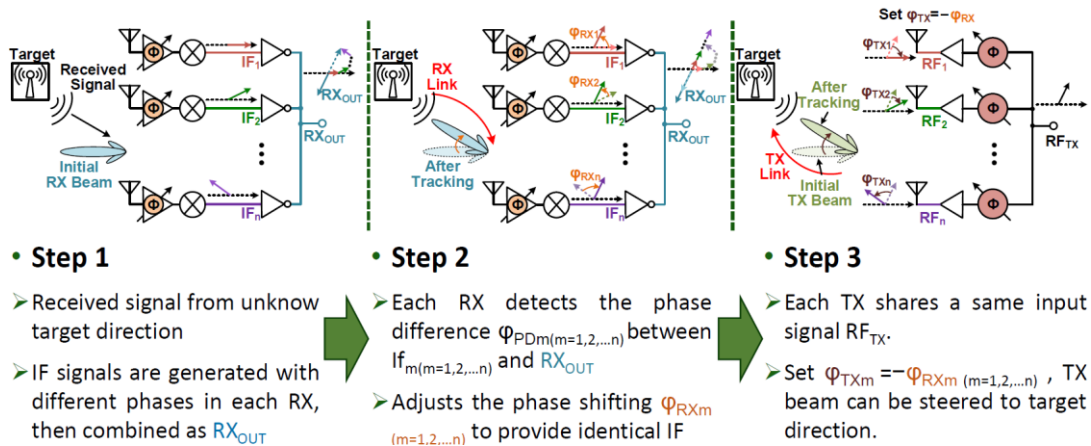 Target
Received
Signal
Initial
RX Beam
Φ
IF1
Φ
IF2
Φ
IFn
RXOUT
RXOUT
Target
RX
Link
After
Tracking
Φ
φRX1
IF1
Φ
φRX2
IF2
Φ
φRXn
IFn
RXOUT
RXOUT
Set φTX=−φRX
Target
After
Tracking
TX
Link
Initial
TX Beam
φTX1
RF1
Φ
φTX2
RF2
Φ
φTXn
RFn
Φ
RFTX
• Step 1
➢ Received signal from unknow
target direction
➢ IF signals are generated with
different phases in each RX,
then combined as RXOUT
• Step 2
➢ Each RX detects the phase
difference φPDm(m=1,2,...n) between
Ifm(m=1,2,...n) and RXOUT
➢ Adjusts the phase shifting φRXm
(m=1,2,...n) to provide identical IF
• Step 3
➢ Each TX shares a same input
signal RFTX.
➢ Set φTXm =−φRXm (m=1,2,...n) , TX
beam can be steered to target
direction.